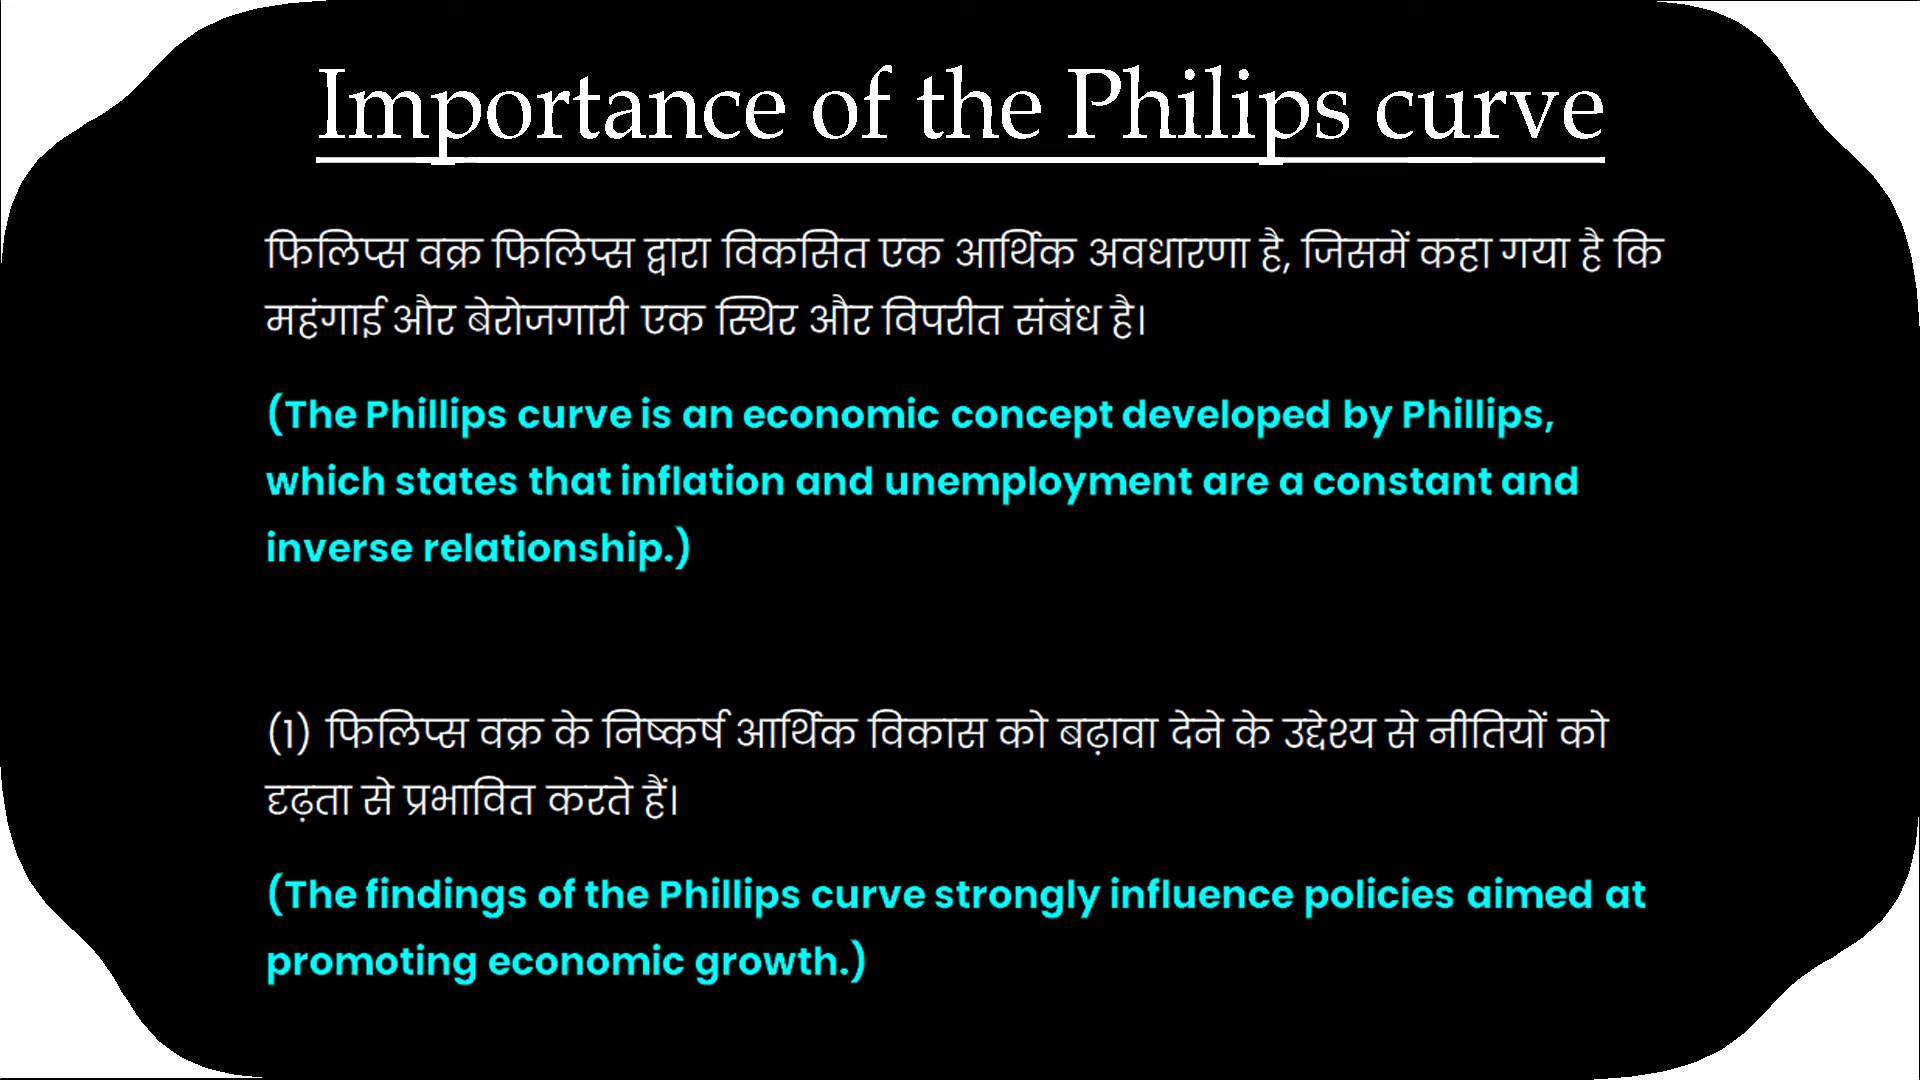 Importance of the Philips curve
फिलिप्स वक्र फिलिप्स द्वारा विकसित एक आर्थिक अवधारणा है, जिसमें कहा गया है कि
महंगाई और बेरोजगारी एक स्थिर और विपरीत संबंध है।
(The Phillips curve is an economic concept developed by Phillips,
which states that inflation and unemployment are a constant and
inverse relationship.)
(1) फिलिप्स वक्र के निष्कर्ष आर्थिक विकास को बढ़ावा देने के उद्देश्य से नीतियों को
दृढ़ता से प्रभावित करते हैं।
(The findings of the Phillips curve strongly influence policies aimed at
promoting economic growth.)